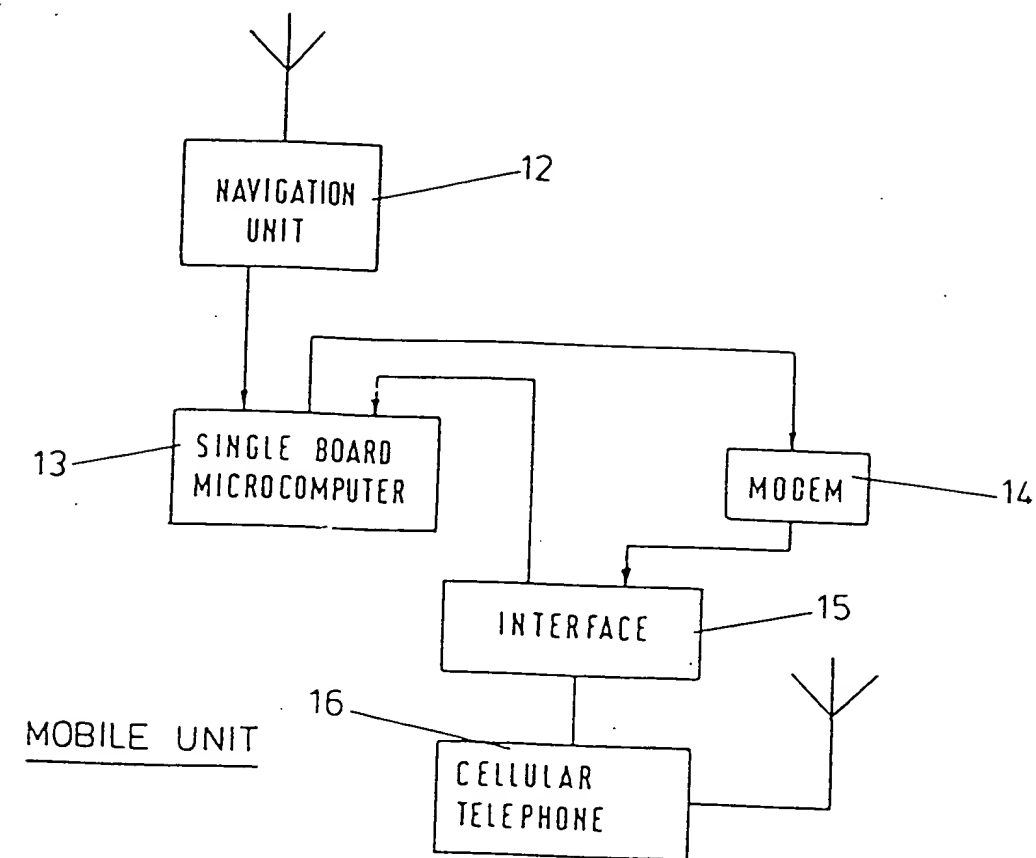 12
NAVIGATION
UNIT
13
SINGLE BOARD
MICROCOMPUTER
MODEM
14
INTERFACE
15
16
MOBILE UNIT
CELLULAR
TELEPHONE